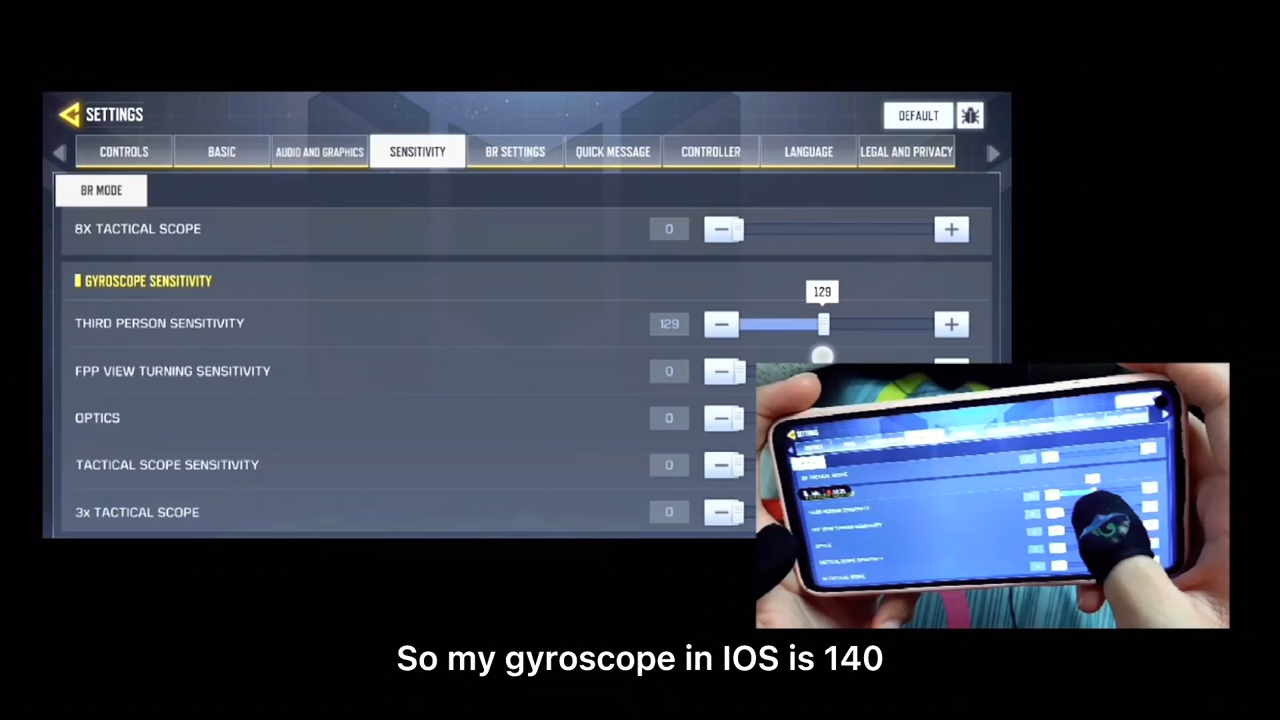 SETTINGS
DEFAULT
CONTROLS BASIC AUDIO AND GRAPHICS SENSITIVITY BR SETTINGS QUICK MESSAGE CONTROLLER LANGUAGE LEGAL AND PRIVACY
BR MODE
8X TACTICAL SCOPE 0
GYROSCOPE SENSITIVITY
129
THIRD PERSON SENSITIVITY 129
FPP VIEW TURNING SENSITIVITY 0
OPTICS 0
TACTICAL SCOPE SENSITIVITY 0
3x TACTICAL SCOPE 0
So my gyroscope in IOS is 140